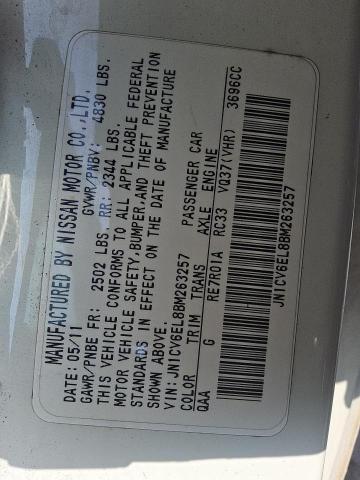 MANUFACTURED BY NISSAN MOTOR CO.,LTD.
DATE: 05/11 GVWR/PNBV: 4830 LBS.
GAWR/PNBE FR: 2502 LBS. RR: 2344 LBS.
THIS VEHICLE CONFORMS TO ALL APPLICABLE FEDERAL
MOTOR VEHICLE SAFETY,BUMPER,AND THEFT PREVENTION
STANDARDS IN EFFECT ON THE DATE OF MANUFACTURE
SHOWN ABOVE.
VIN: JN1CV6EL8BM263257 PASSENGER CAR
COLOR TRIM TRANS AXLE ENGINE
QAA G RE7R01A RC33 VQ37(VHR) 3696CC
JN1CV6EL8BM263257